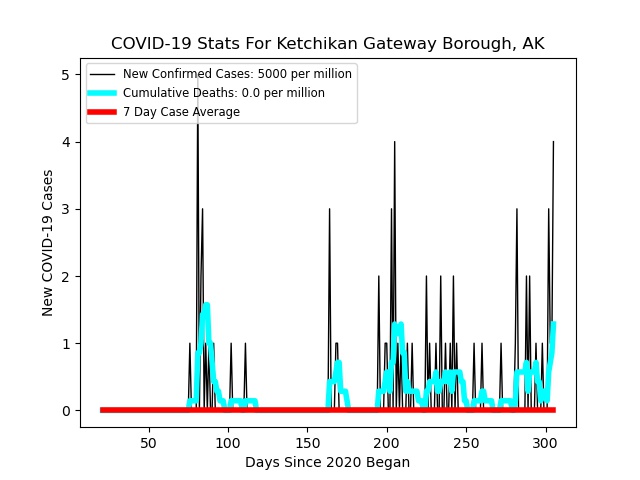 COVID-19 Stats For Ketchikan Gateway Borough, AK
New Confirmed Cases: 5000 per million
Cumulative Deaths: 0.0 per million
7 Day Case Average
5
4
3
2
1
0
New COVID-19 Cases
50 100 150 200 250 300
Days Since 2020 Began